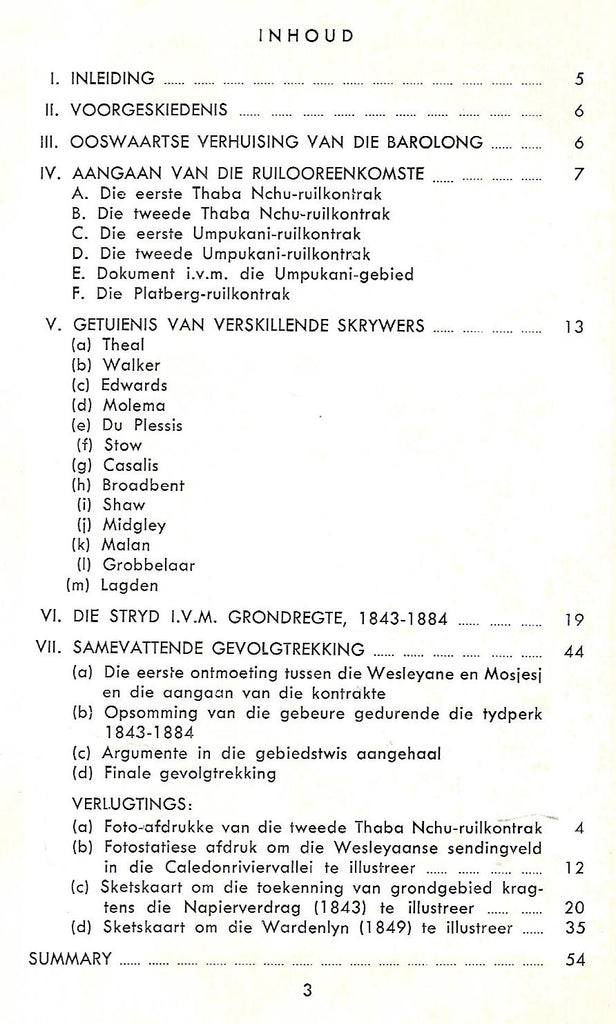 INHOUD
I. INLEIDING ...... ...... ...... ...... ...... ...... ...... ...... ...... ...... ...... ...... ...... 5
II. VOORGESKIEDENIS ...... ...... ...... ...... ...... ...... ...... ...... ...... ...... 6
III. OOSWAARTSE VERHUISING VAN DIE BAROLONG ...... ...... 6
IV. AANGAAN VAN DIE RUILOOREENKOMSTE ...... ...... ...... ...... 7
A. Die eerste Thaba Nchu-ruilkontrak
B. Die tweede Thaba Nchu-ruilkontrak
C. Die eerste Umpukani-ruilkontrak
D. Die tweede Umpukani-ruilkontrak
E. Dokument i.v.m. die Umpukani-gebied
F. Die Platberg-ruilkontrak
V. GETUIENIS VAN VERSKILLENDE SKRYWERS ...... ...... ...... ...... 13
(a) Theal
(b) Walker
(c) Edwards
(d) Molema
(e) Du Plessis
(f) Stow
(g) Casalis
(h) Broadbent
(i) Shaw
(j) Midgley
(k) Malan
(l) Grobbelaar
(m) Lagden
VI. DIE STRYD I.V.M. GRONDREGTE, 1843-1884 ...... ...... ...... 19
VII. SAMEVATTENDE GEVOLGTREKKING ...... ...... ...... ...... ...... ...... 44
(a) Die eerste ontmoeting tussen die Wesleyane en Mosjesj
en die aangaan van die kontrakte
(b) Opsomming van die gebeure gedurende die tydperk
1843-1884
(c) Argumente in die gebiedstwis aangehaal
(d) Finale gevolgtrekking
VERLUGTINGS:
(a) Foto-afdrukke van die tweede Thaba Nchu-ruilkontrak 4
(b) Fotostatiese afdruk om die Wesleyaanse sendingveld
in die Caledonriviervallei te illustreer ...... ...... ...... ...... 12
(c) Sketskaart om die toekenning van grondgebied krag-
tens die Napierverdrag (1843) te illustreer ...... ...... 20
(d) Sketskaart om die Wardenlyn (1849) te illustreer ...... 35
SUMMARY ...... ...... ...... ...... ...... ...... ...... ...... ...... ...... ...... ...... ...... ...... 54
3